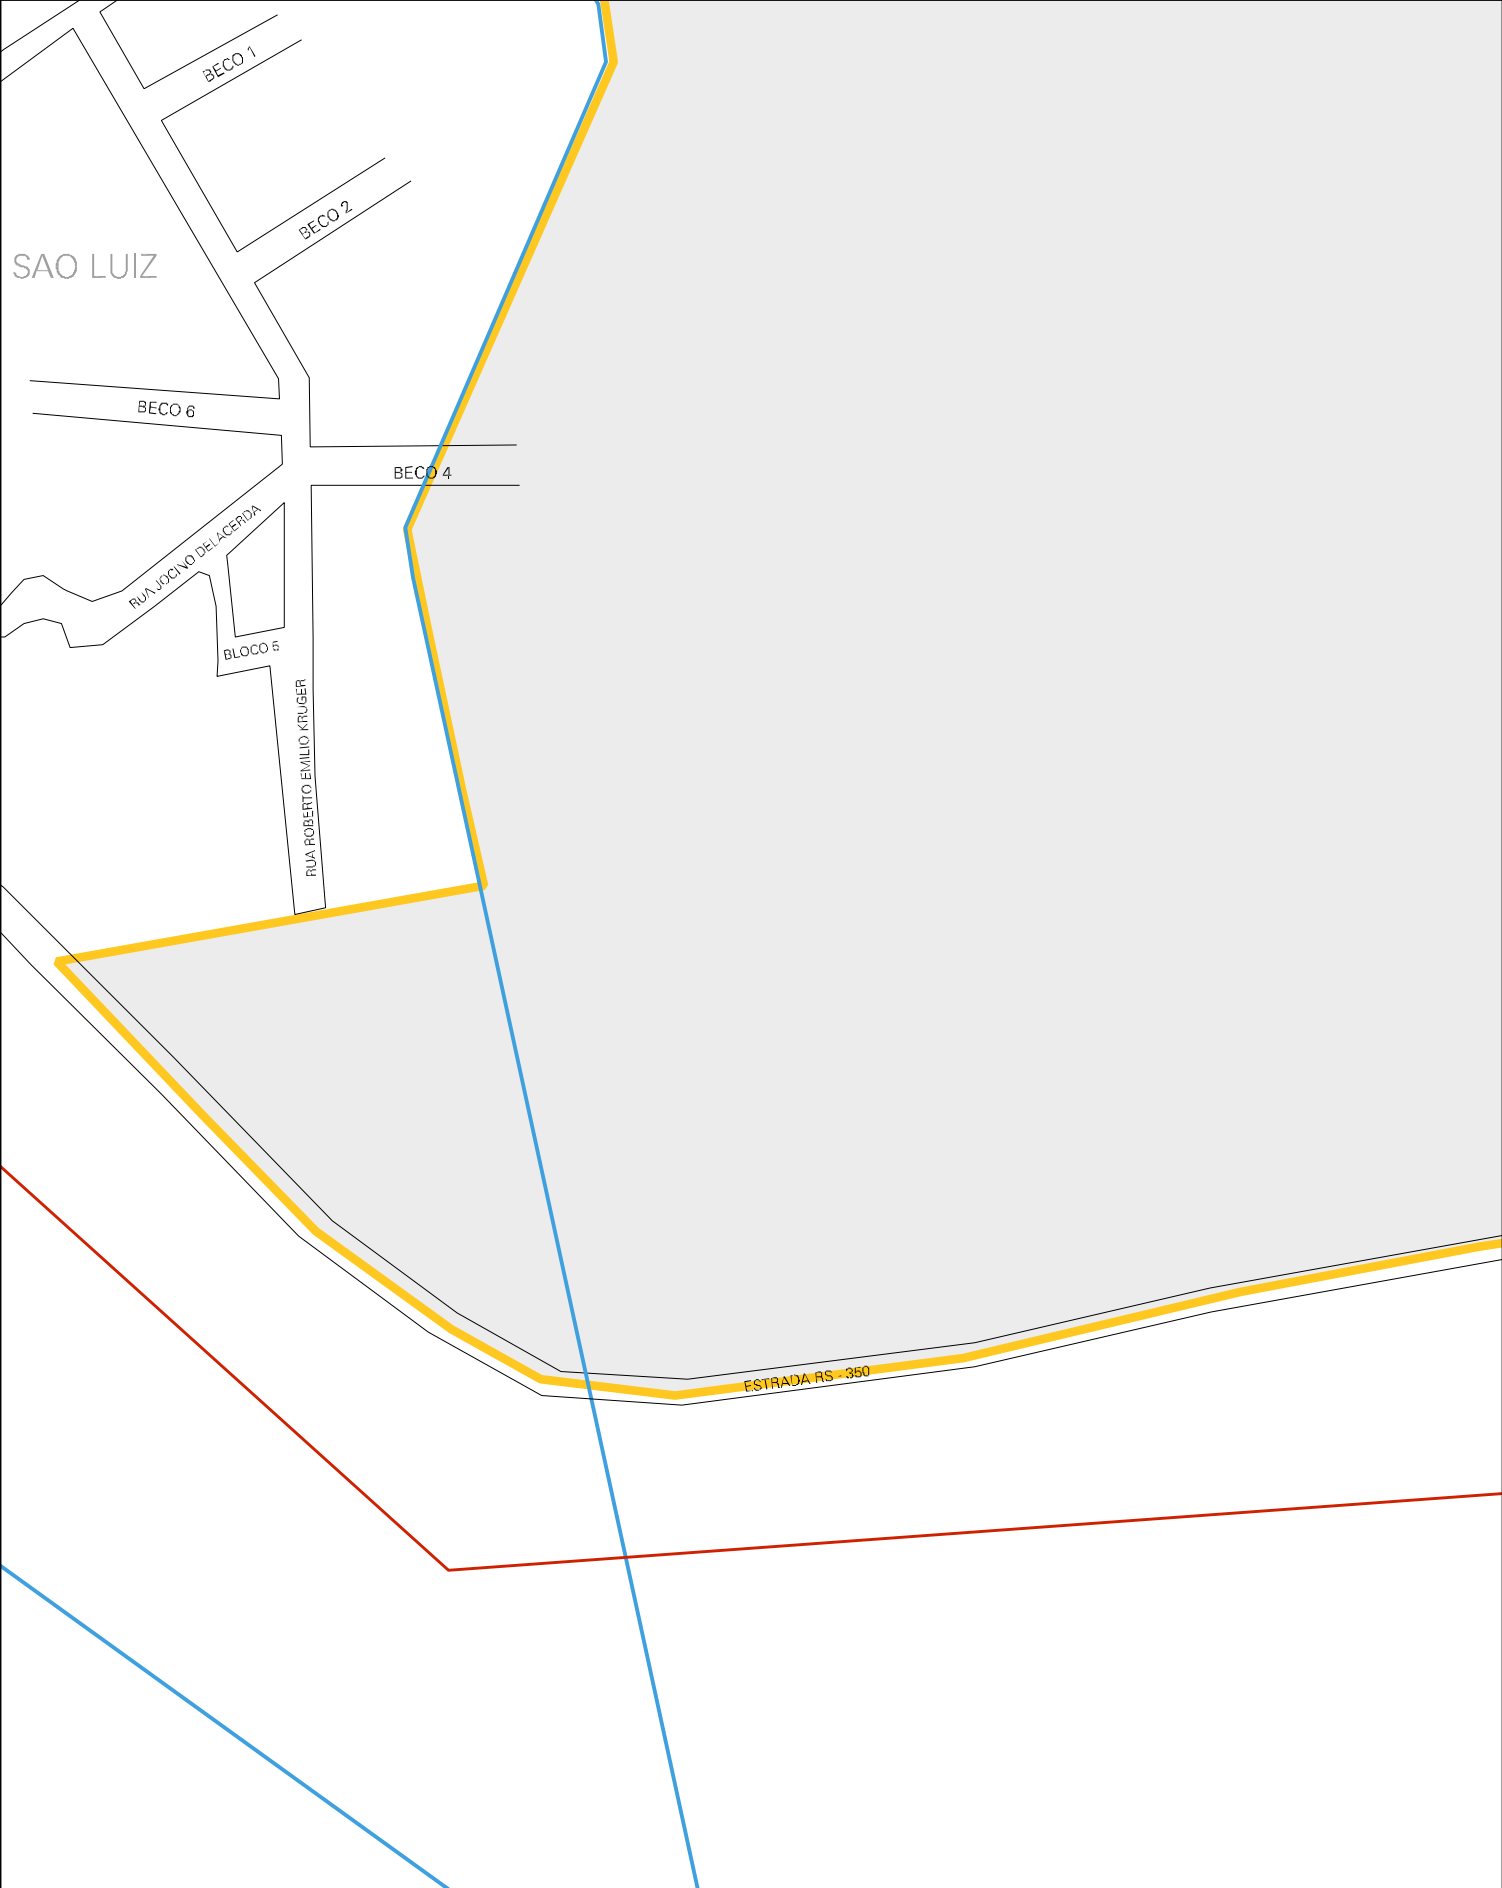 BECO 1
BECO 2
SAO LUIZ
BECO 6
BECO 4
RUA JOCINO DE LACERDA
BLOCO 5
RUA ROBERTO EMILIO KRUGER
ESTRADA RS - 350